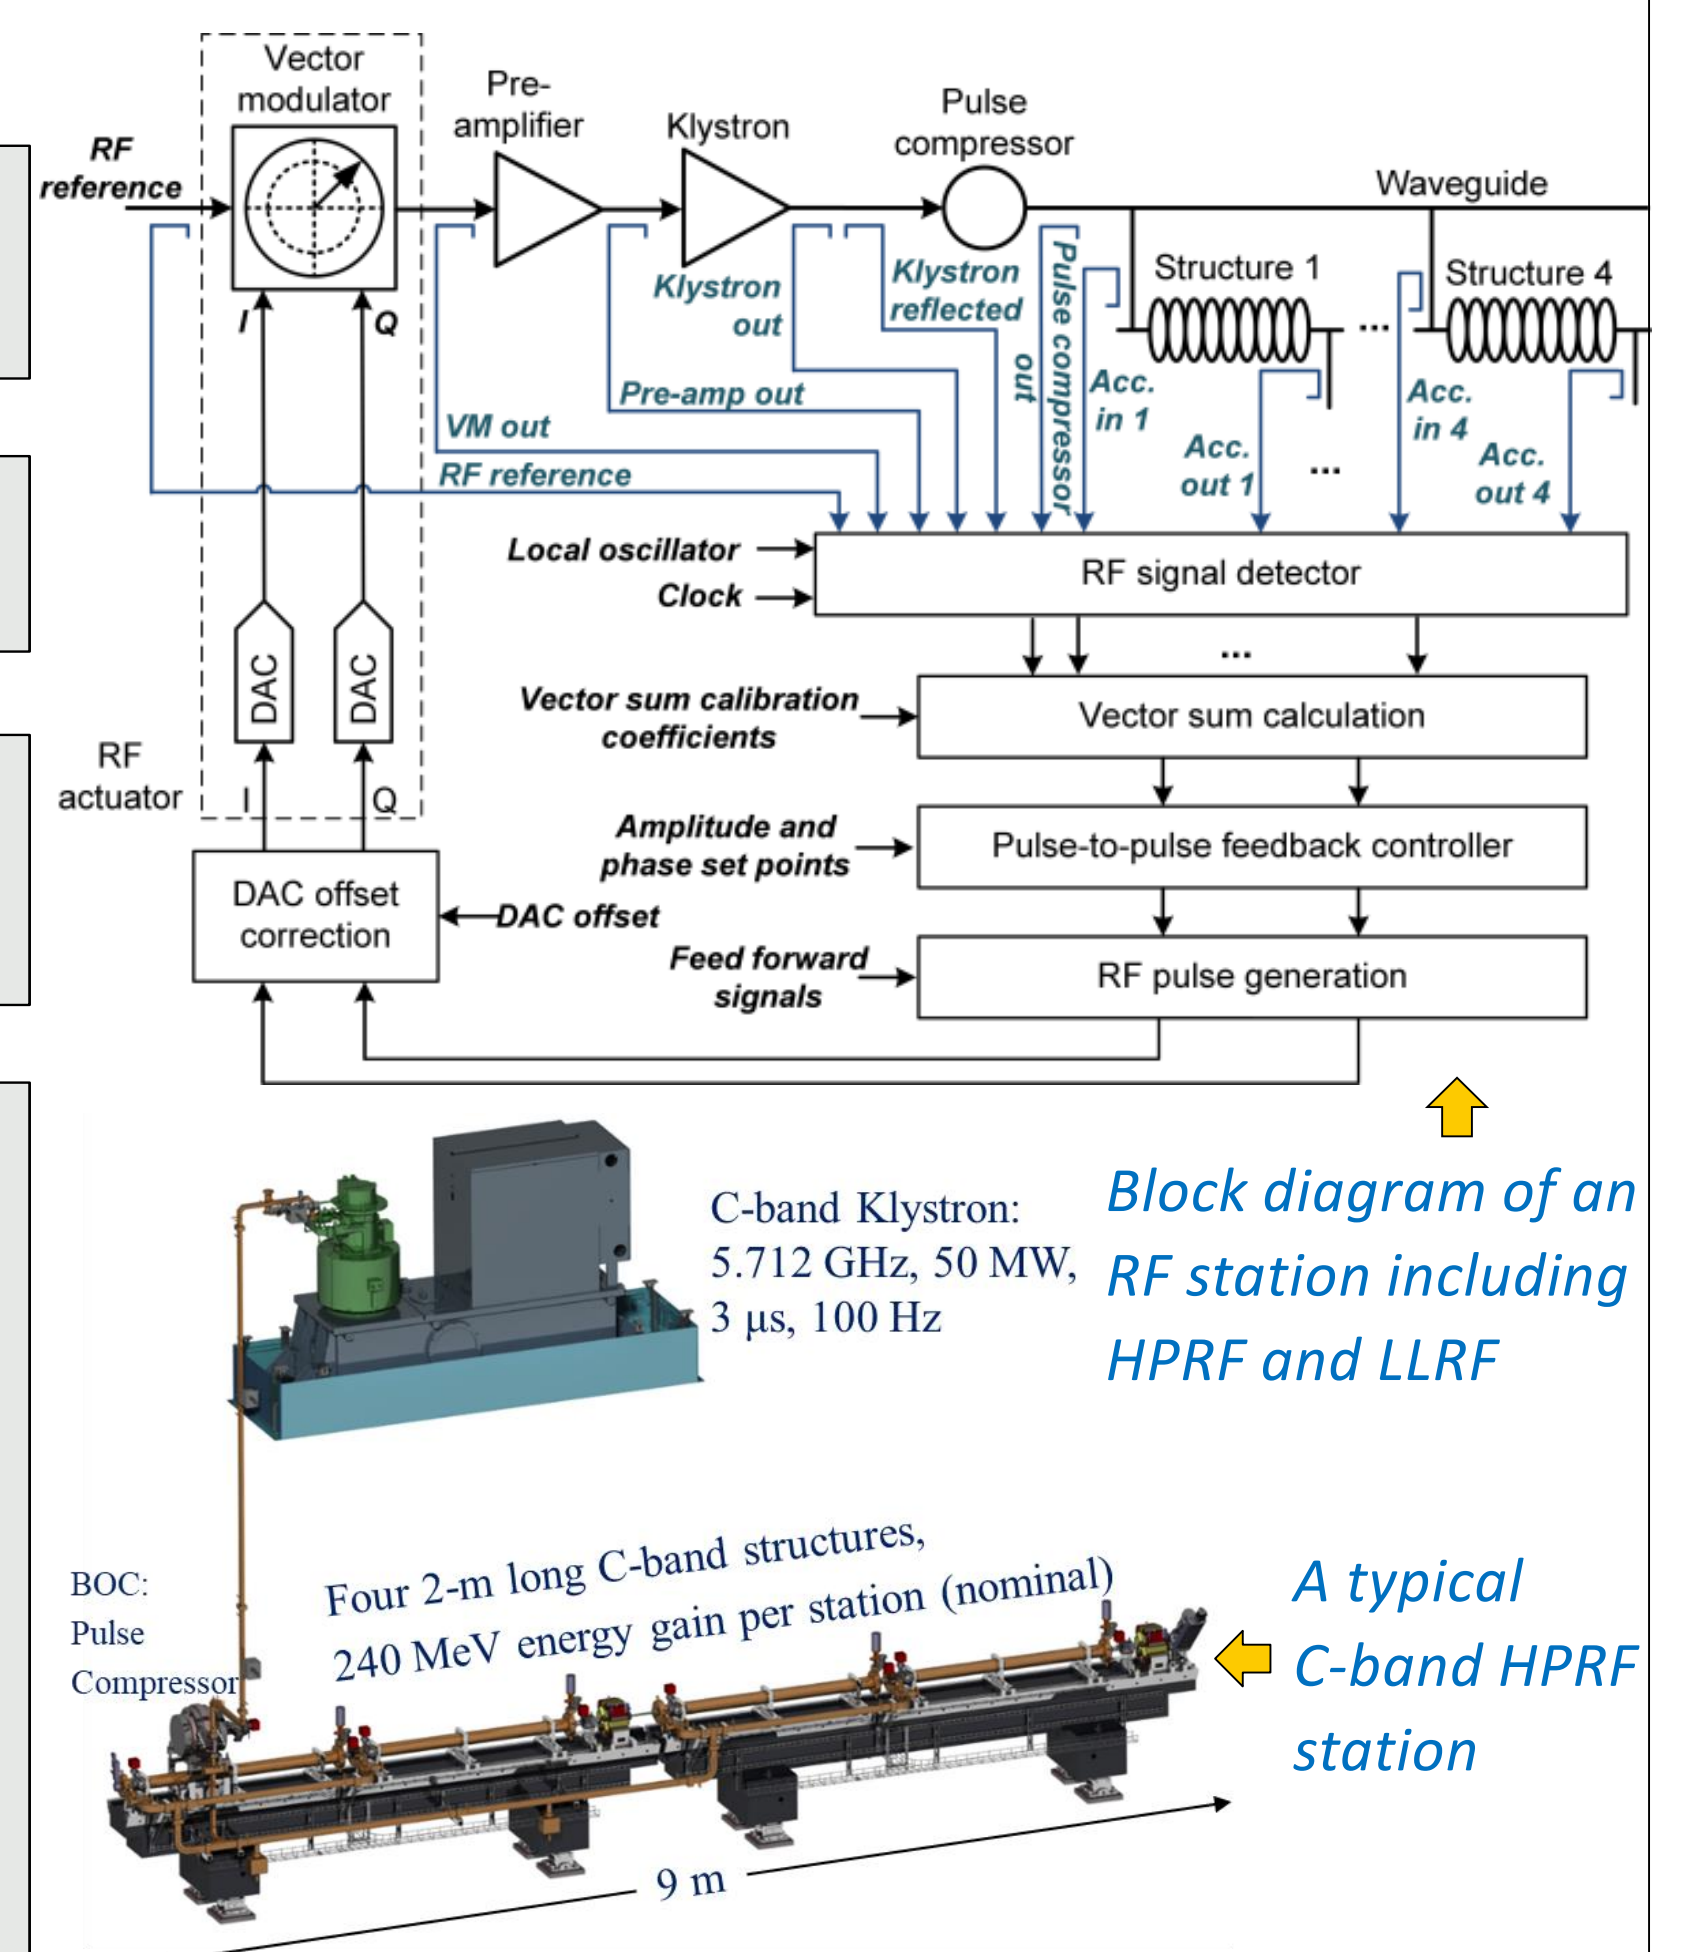 Vector
modulator
Pre-
amplifier
Klystron
Pulse
compressor
RF
reference
Waveguide
I
Q
Klystron
out
Klystron
reflected
Pulse compressor
out
Structure 1
...
Structure 4
Pre-amp out
VM out
RF reference
Acc.
in 1
Acc.
out 1
...
Acc.
in 4
Acc.
out 4
Local oscillator
Clock
RF signal detector
...
DAC
DAC
Vector sum calibration
coefficients
Vector sum calculation
RF
actuator
I
Q
Amplitude and
phase set points
Pulse-to-pulse feedback controller
DAC offset
correction
DAC offset
Feed forward
signals
RF pulse generation
C-band Klystron:
5.712 GHz, 50 MW,
3 μs, 100 Hz
Block diagram of an
RF station including
HPRF and LLRF
BOC:
Pulse
Compressor
Four 2-m long C-band structures,
240 MeV energy gain per station (nominal)
A typical
C-band HPRF
station
9 m